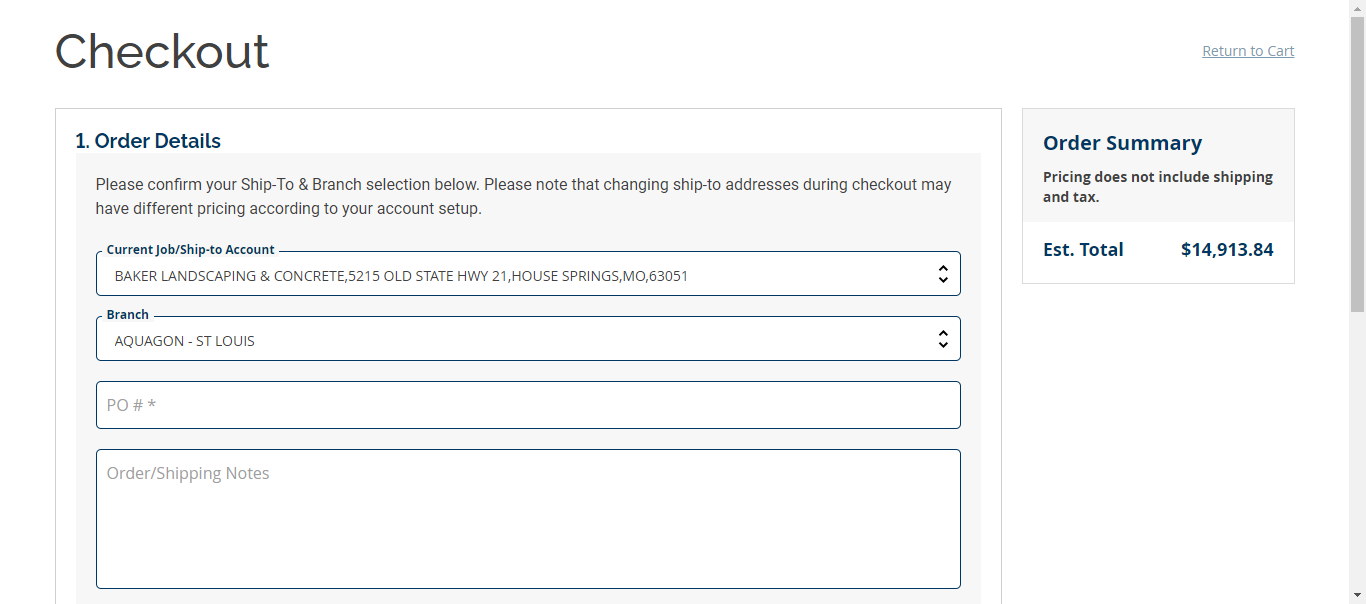 Checkout
Return to Cart
1. Order Details
Please confirm your Ship-To & Branch selection below. Please note that changing ship-to addresses during checkout may
have different pricing according to your account setup.
Current Job/Ship-to Account
BAKER LANDSCAPING & CONCRETE,5215 OLD STATE HWY 21,HOUSE SPRINGS,MO,63051
Branch
AQUAGON - ST LOUIS
PO # *
Order/Shipping Notes
Order Summary
Pricing does not include shipping
and tax.
Est. Total $14,913.84